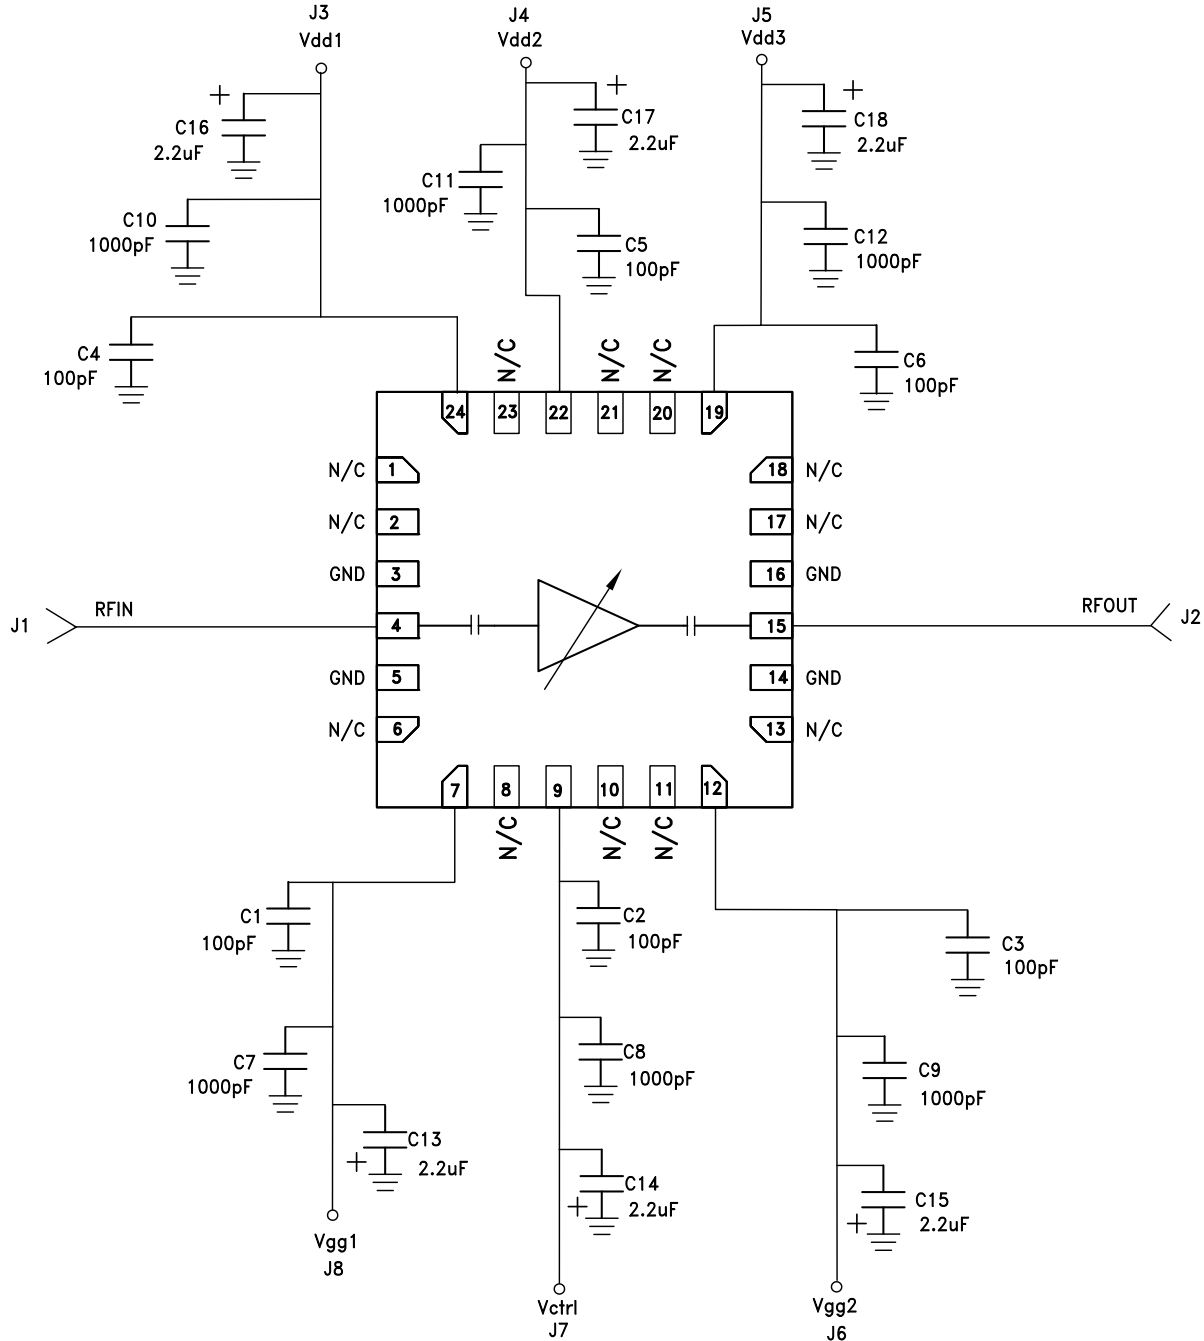 J3
Vdd1
J4
Vdd2
J5
Vdd3
+
C16
2.2uF
+
C17
2.2uF
+
C18
2.2uF
C10
1000pF
C11
1000pF
C5
100pF
C12
1000pF
C4
100pF
C6
100pF
N/C
N/C
N/C
24
23
22
21
20
19
N/C
1
18
N/C
N/C
2
17
N/C
GND
3
16
GND
J1
RFIN
4
15
RFOUT
J2
GND
5
14
GND
N/C
6
13
N/C
7
8
9
10
11
12
N/C
N/C
N/C
C1
100pF
C2
100pF
C3
100pF
C7
1000pF
C8
1000pF
C9
1000pF
C13
+
2.2uF
C14
+
2.2uF
C15
+
2.2uF
Vgg1
J8
Vctrl
J7
Vgg2
J6